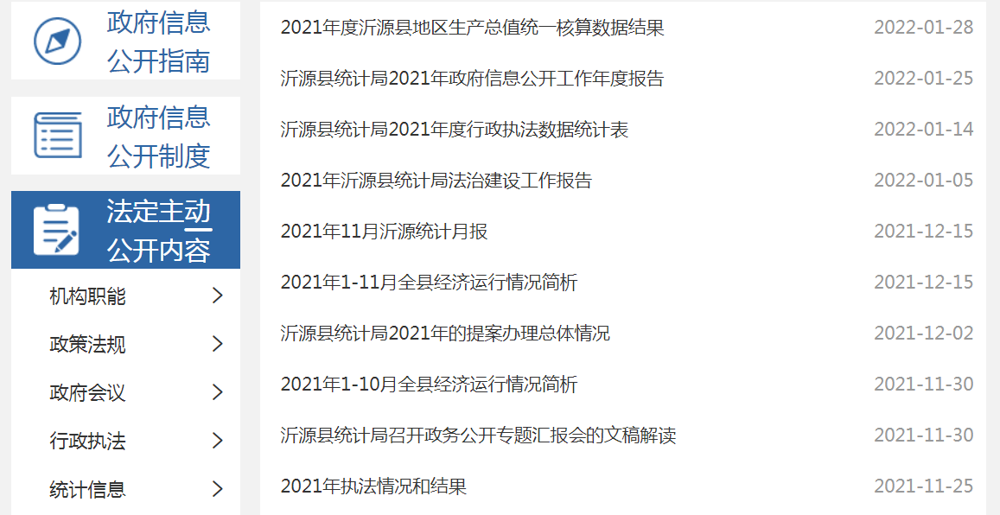 政府信息
公开指南
政府信息
公开制度
法定主动
公开内容
机构职能
政策法规
政府会议
行政执法
统计信息
2021年度沂源县地区生产总值统一核算数据结果 2022-01-28
沂源县统计局2021年政府信息公开工作年度报告 2022-01-25
沂源县统计局2021年度行政执法数据统计表 2022-01-14
2021年沂源县统计局法治建设工作报告 2022-01-05
2021年11月沂源统计月报 2021-12-15
2021年1-11月全县经济运行情况简析 2021-12-15
沂源县统计局2021年的提案办理总体情况 2021-12-02
2021年1-10月全县经济运行情况简析 2021-11-30
沂源县统计局召开政务公开专题汇报会的文稿解读 2021-11-30
2021年执法情况和结果 2021-11-25